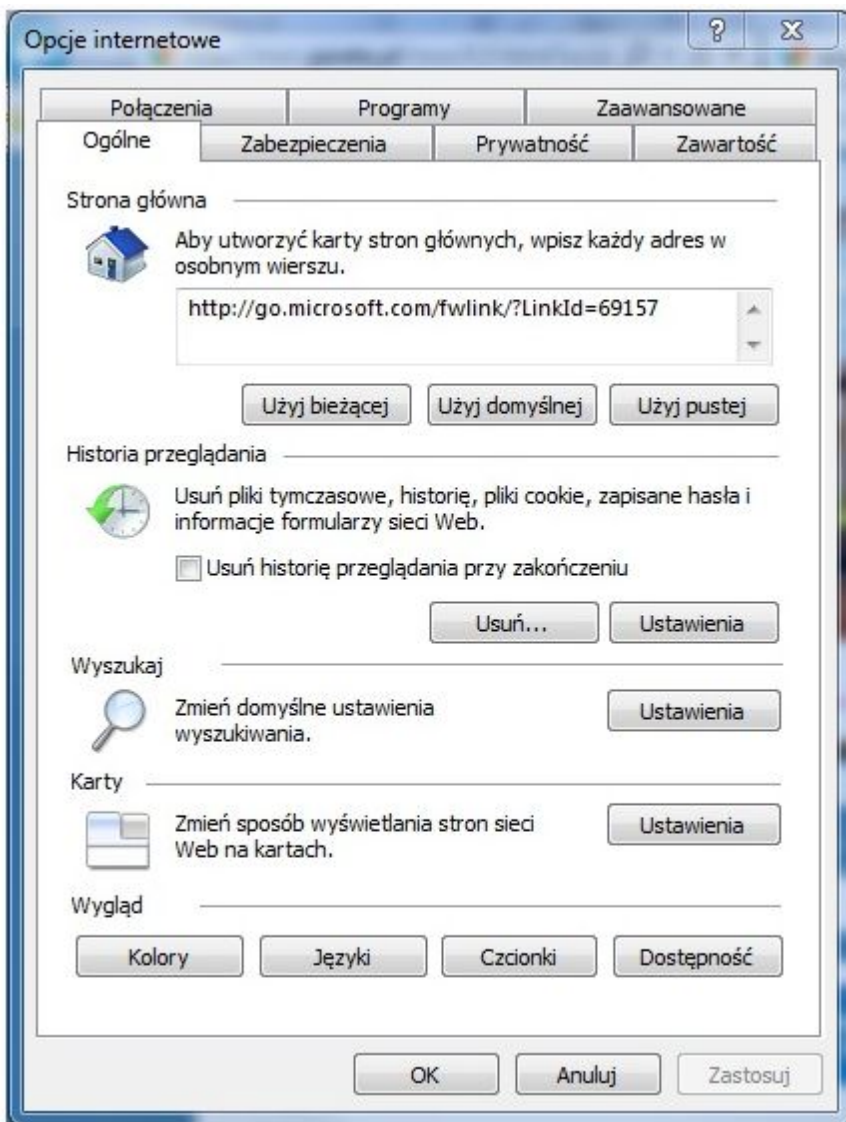 Opcje internetowe
Połączenia Programy Zaawansowane
Ogólne Zabezpieczenia Prywatność Zawartość
Strona główna
Aby utworzyć karty stron głównych, wpisz każdy adres w
osobnym wierszu.
http://go.microsoft.com/fwlink/?LinkId=69157
Użyj bieżącej Użyj domyślnej Użyj pustej
Historia przeglądania
Usuń pliki tymczasowe, historię, pliki cookie, zapisane hasła i
informacje formularzy sieci Web.
Usuń historię przeglądania przy zakończeniu
Usuń... Ustawienia
Wyszukaj
Zmień domyślne ustawienia
wyszukiwania.
Ustawienia
Karty
Zmień sposób wyświetlania stron sieci
Web na kartach.
Ustawienia
Wygląd
Kolory Języki Czcionki Dostępność
OK Anuluj Zastosuj